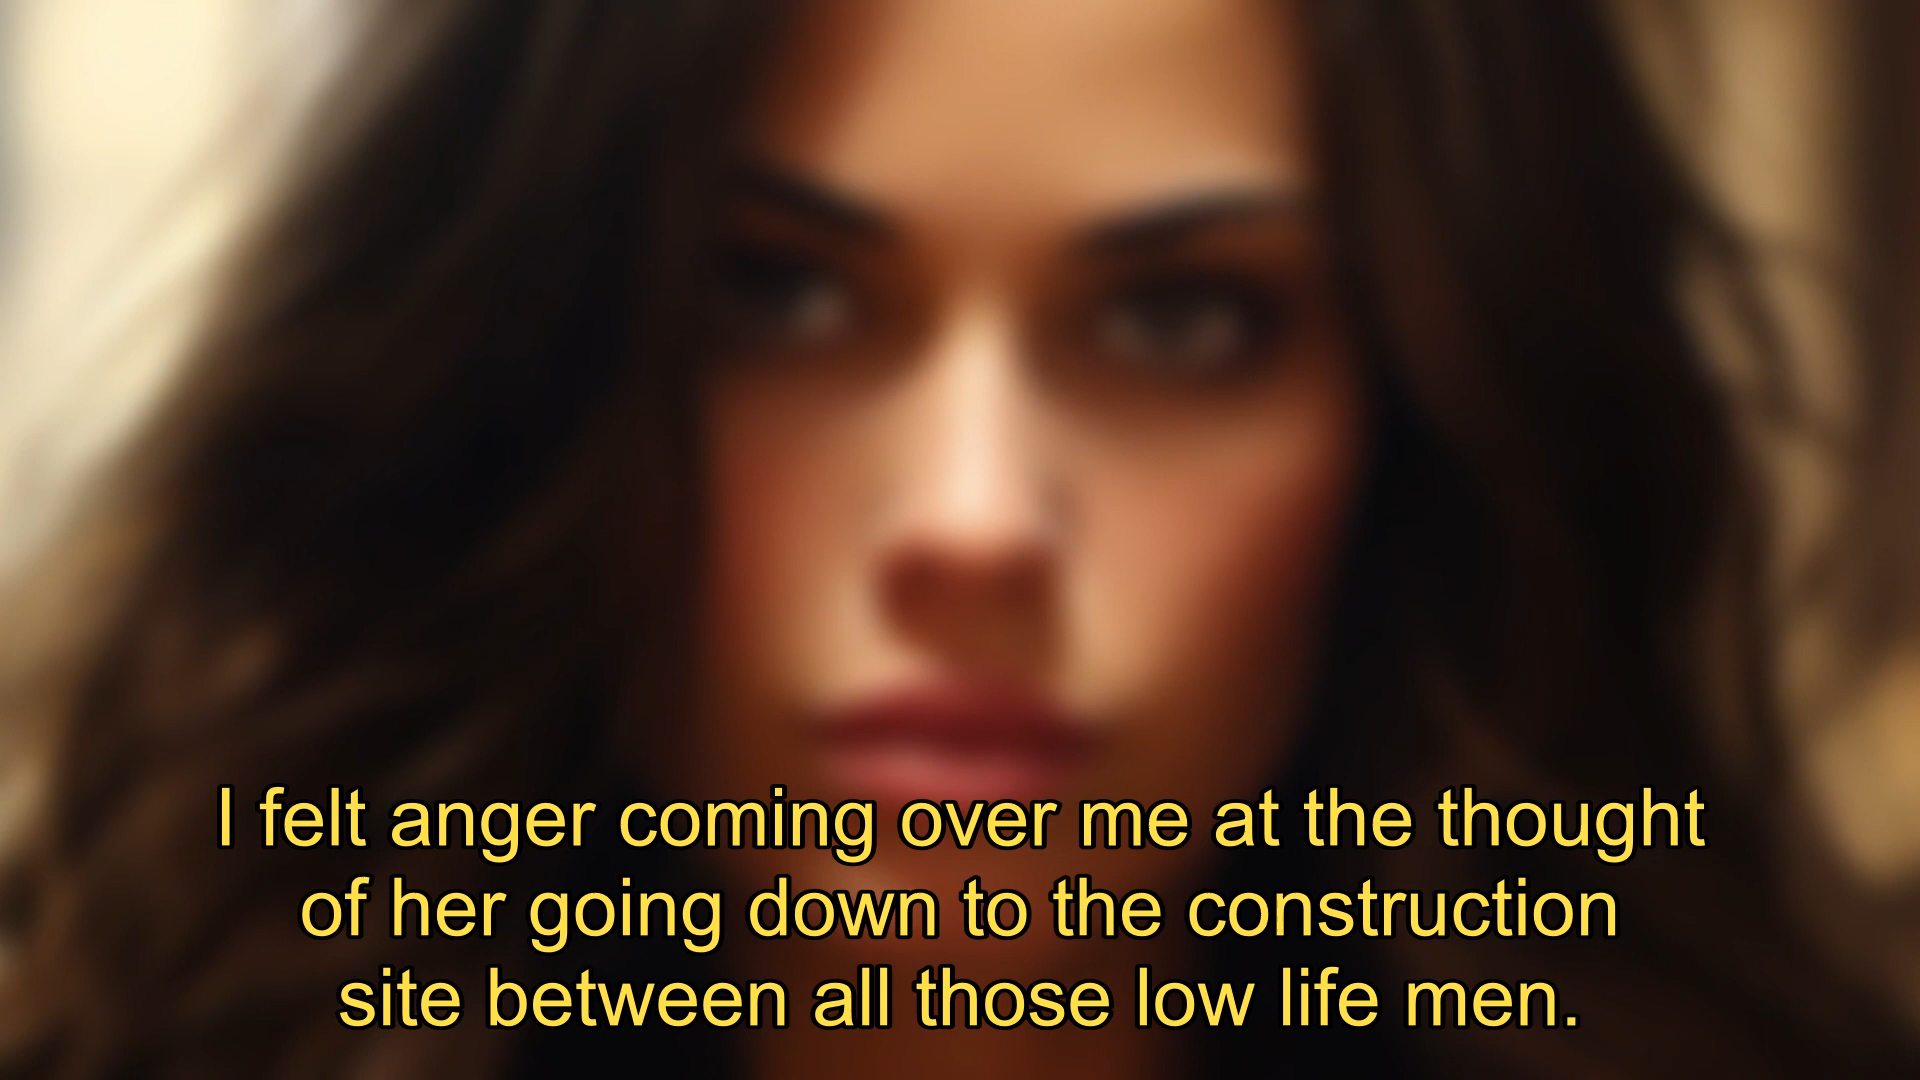 I felt anger coming over me at the thought
of her going down to the construction
site between all those low life men.